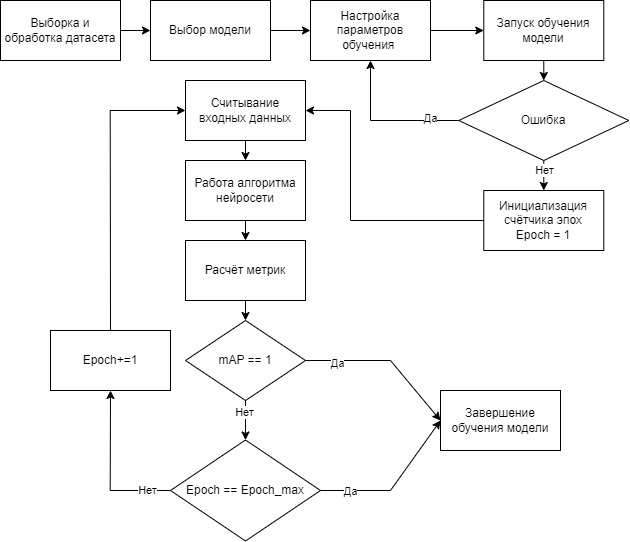 Выборка и
обработка датасета
Выбор модели
Настройка
параметров
обучения
Запуск обучения
модели
Ошибка
Да
Нет
Инициализация
счётчика эпох
Epoch = 1
Считывание
входных данных
Работа алгоритма
нейросети
Расчёт метрик
mAP == 1
Да
Нет
Epoch == Epoch_max
Нет
Да
Epoch+=1
Завершение
обучения модели